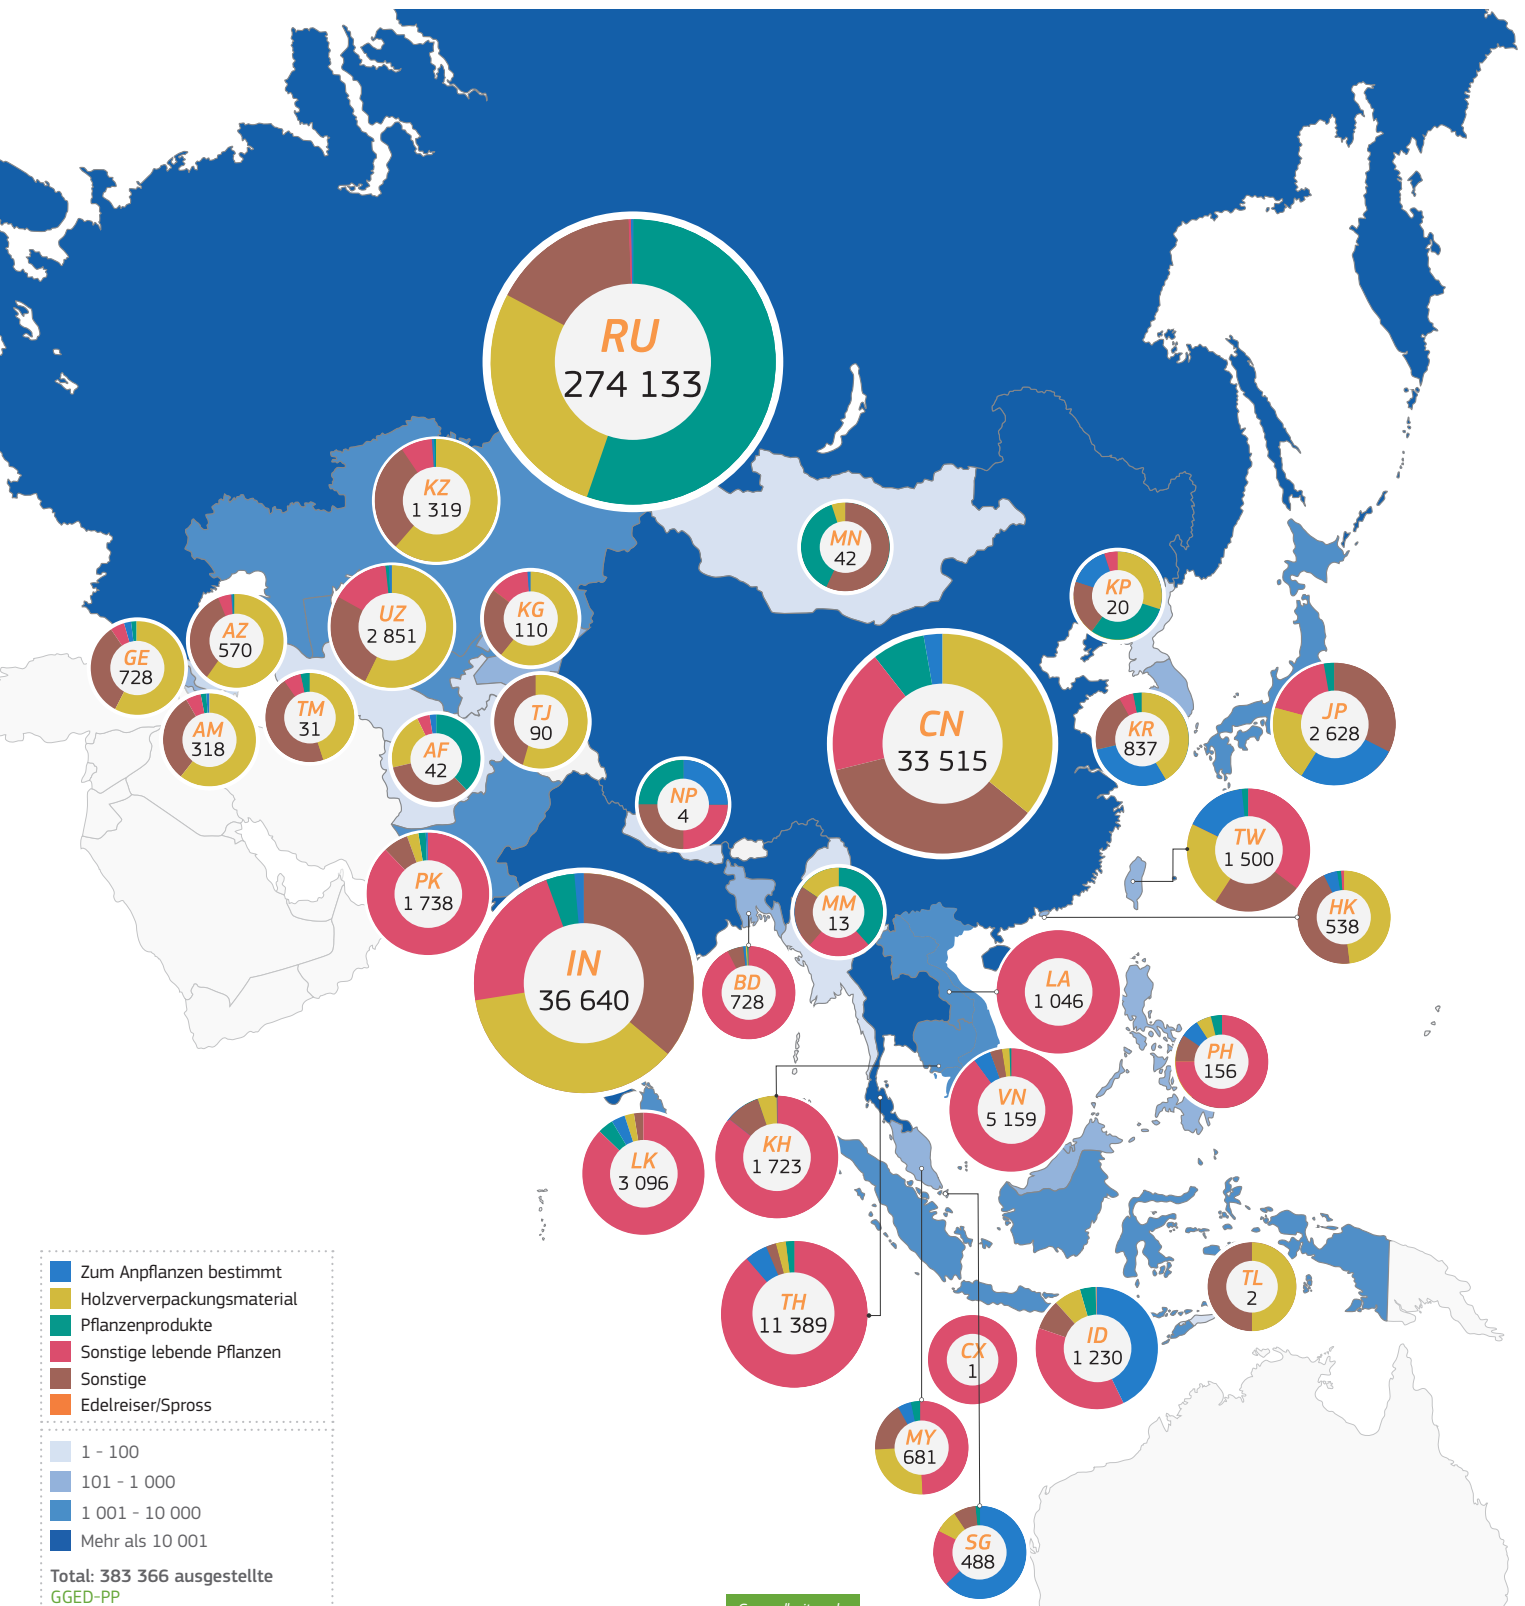 RU
274 133
KZ
1 319
MN
42
KP
20
UZ
2 851
KG
110
AZ
570
GE
728
TM
31
AM
318
AF
42
TJ
90
CN
33 515
KR
837
JP
2 628
NP
4
TW
1 500
PK
1 738
MM
13
HK
538
IN
36 640
BD
728
LA
1 046
PH
156
VN
5 159
LK
3 096
KH
1 723
TH
11 389
TL
2
CX
1
ID
1 230
MY
681
SG
488
Zum Anpflanzen bestimmt
Holzververpackungsmaterial
Pflanzenprodukte
Sonstige lebende Pflanzen
Sonstige
Edelreiser/Spross
1 - 100
101 - 1 000
1 001 - 10 000
Mehr als 10 001
Total: 383 366 ausgestellte
GGED-PP